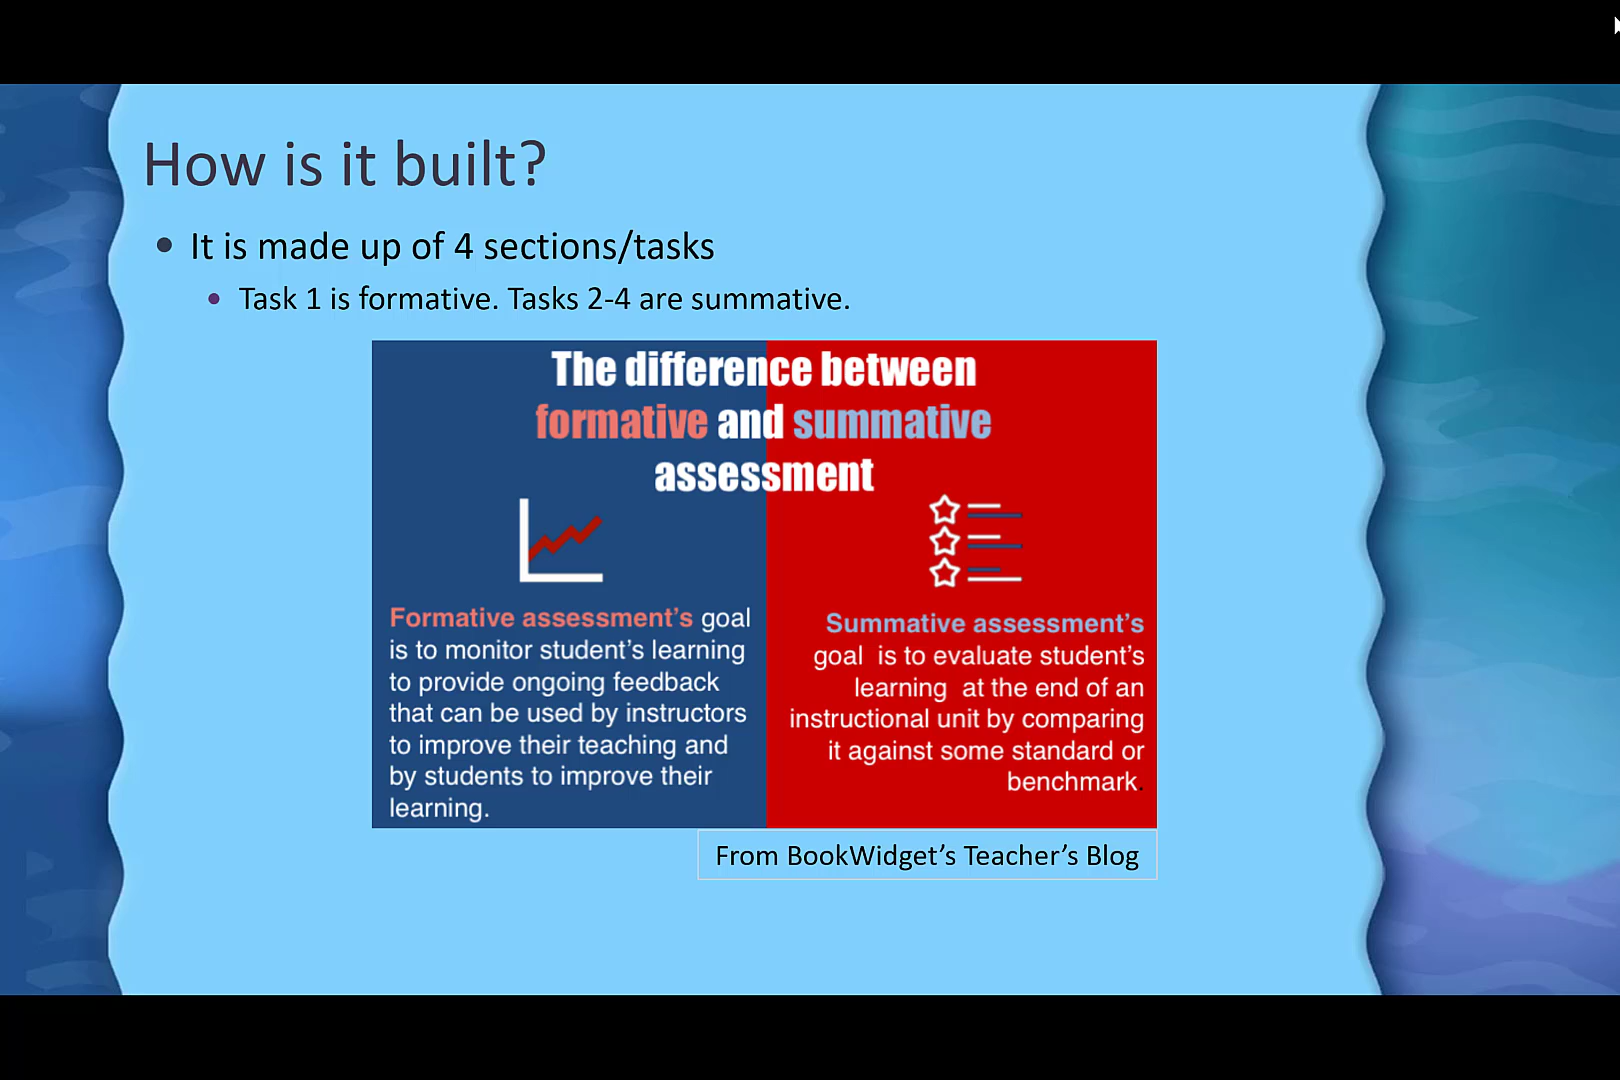 How is it built?
It is made up of 4 sections/tasks
Task 1 is formative. Tasks 2-4 are summative.
The difference between
formative and summative
assessment
Formative assessment’s goal
is to monitor student’s learning
to provide ongoing feedback
that can be used by instructors
to improve their teaching and
by students to improve their
learning.
Summative assessment’s
goal is to evaluate student’s
learning at the end of an
instructional unit by comparing
it against some standard or
benchmark.
From BookWidget’s Teacher’s Blog